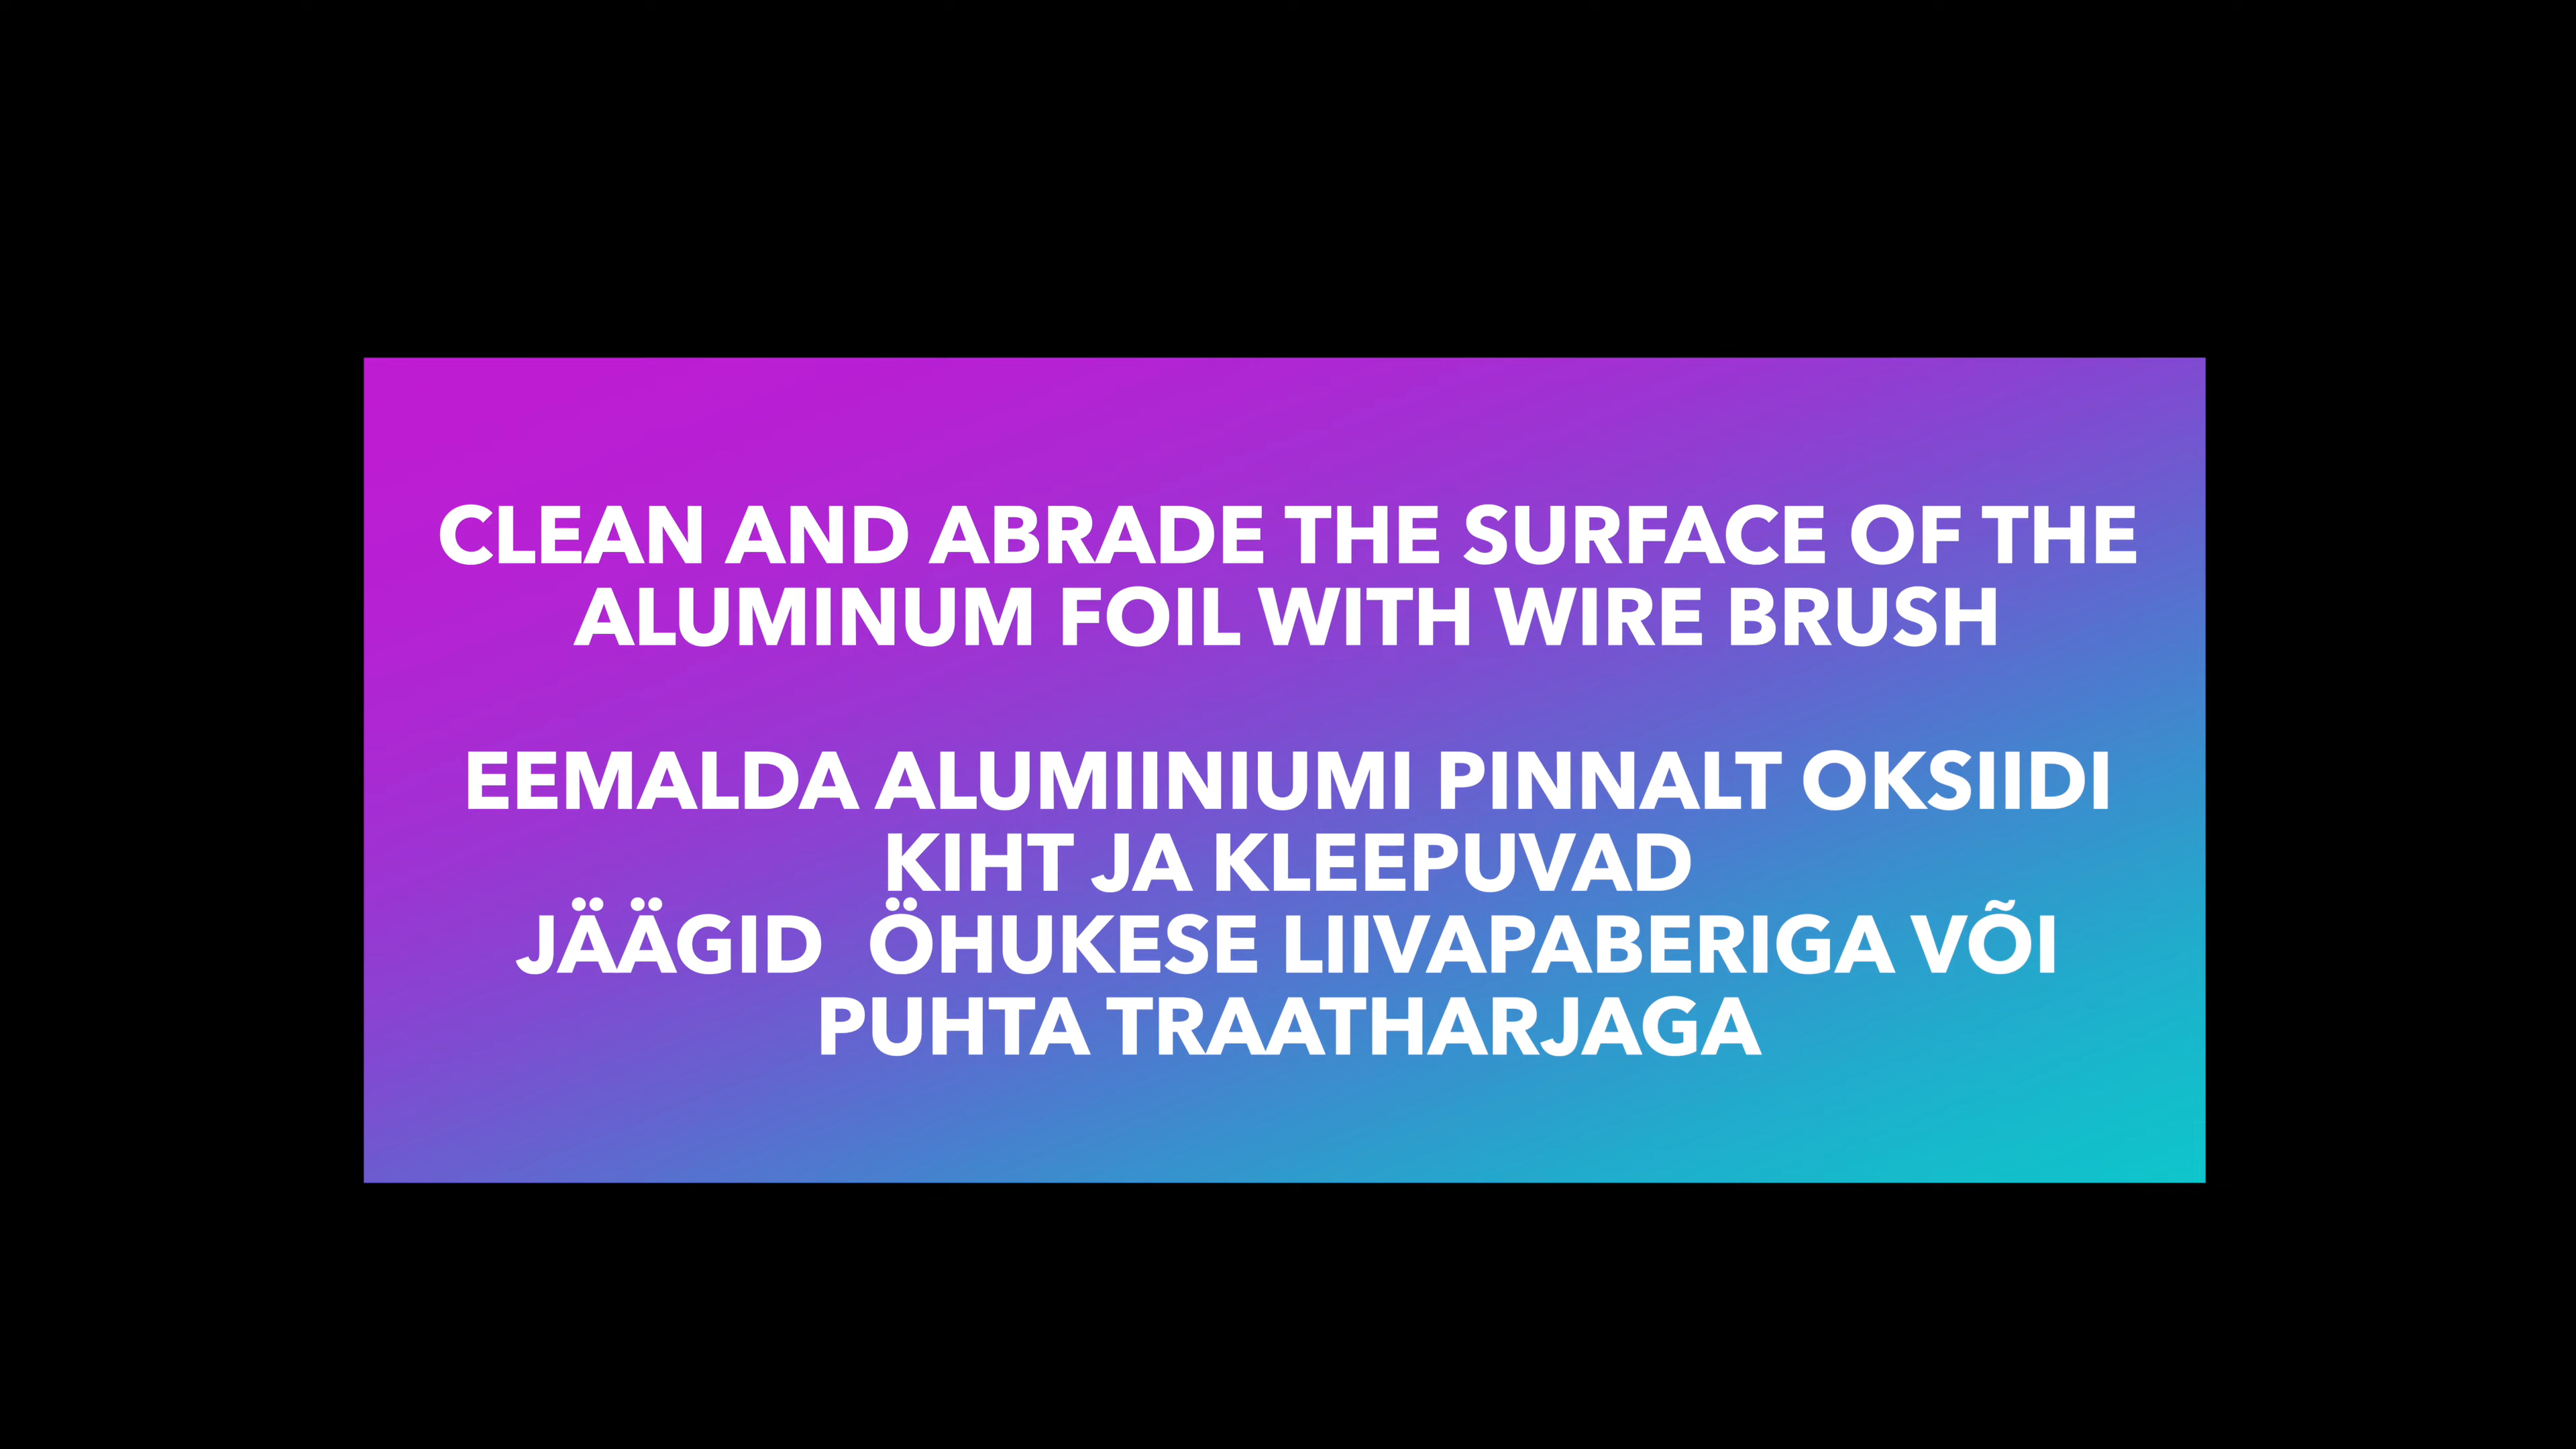 CLEAN AND ABRADE THE SURFACE OF THE
ALUMINUM FOIL WITH WIRE BRUSH
EEMALDA ALUMIINIUMI PINNALT OKSIIDI
KIHT JA KLEEPUVAD
JÄÄGID ÖHUKESE LIIVAPABERIGA VÕI
PUHTA TRAATHARJAGA